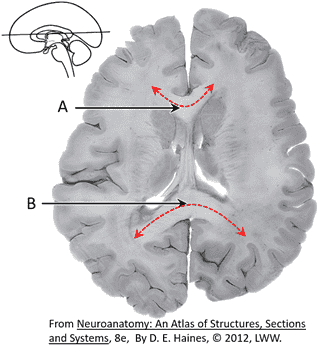 A
B
From Neuroanatomy: An Atlas of Structures, Sections
and Systems, 8e, By D. E. Haines, © 2012, LWW.